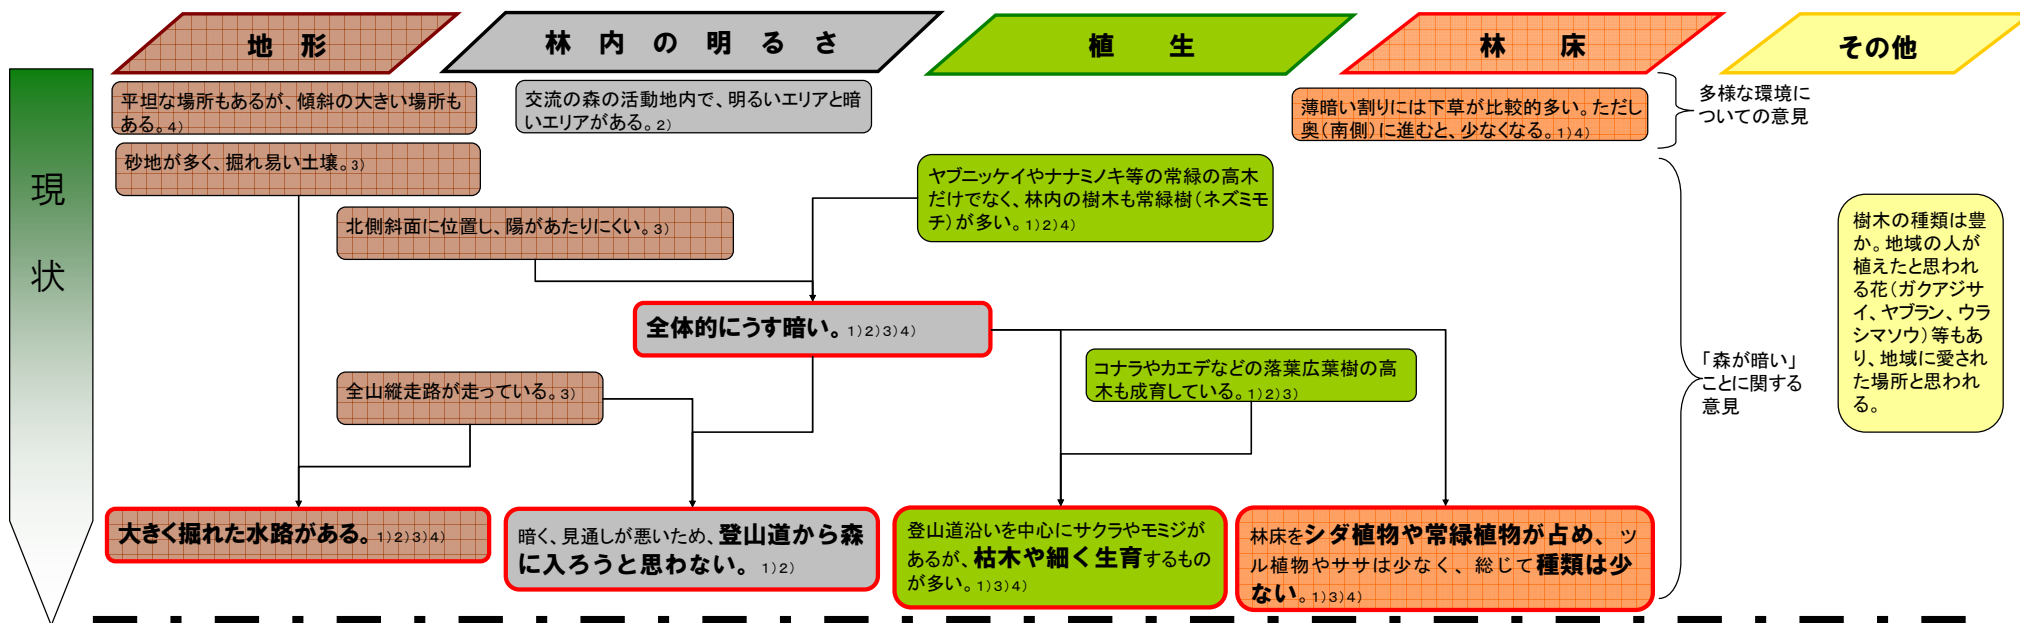 地 形
林 内 の 明 る さ
植 生
林 床
その他
現
状
平坦な場所もあるが、傾斜の大きい場所も
ある。4)
砂地が多く、掘れ易い土壌。3)
交流の森の活動地内で、明るいエリアと暗
いエリアがある。2)
薄暗い割りには下草が比較的多い。ただし
奥(南側)に進むと、少なくなる。1)4)
多様な環境に
ついての意見
ヤブニッケイやナナミノキ等の常緑の高木
だけでなく、林内の樹木も常緑樹(ネズミモ
チ)が多い。1)2)4)
北側斜面に位置し、陽があたりにくい。3)
全体的にうす暗い。1)2)3)4)
全山縦走路が走っている。3)
コナラやカエデなどの落葉広葉樹の高
木も成育している。1)2)3)
「森が暗い」
ことに関する
意見
樹木の種類は豊
か。地域の人が
植えたと思われ
る花(ガクアジサ
イ、ヤブラン、ウラ
シマソウ)等もあ
り、地域に愛され
た場所と思われ
る。
大きく掘れた水路がある。1)2)3)4)
暗く、見通しが悪いため、登山道から森
に入ろうと思わない。1)2)
登山道沿いを中心にサクラやモミジが
あるが、枯木や細く生育するもの
が多い。1)3)4)
林床をシダ植物や常緑植物が占め、ツ
ル植物やササは少なく、総じて種類は少
ない。1)3)4)